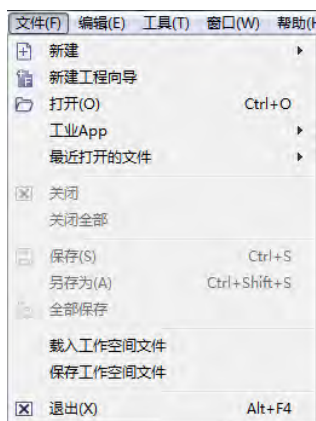 文件(F) 编辑(E) 工具(T) 窗口(W) 帮助(H
新建
新建工程向导
打开(O) Ctrl+O
工业App
最近打开的文件
关闭
关闭全部
保存(S) Ctrl+S
另存为(A) Ctrl+Shift+S
全部保存
载入工作空间文件
保存工作空间文件
退出(X) Alt+F4